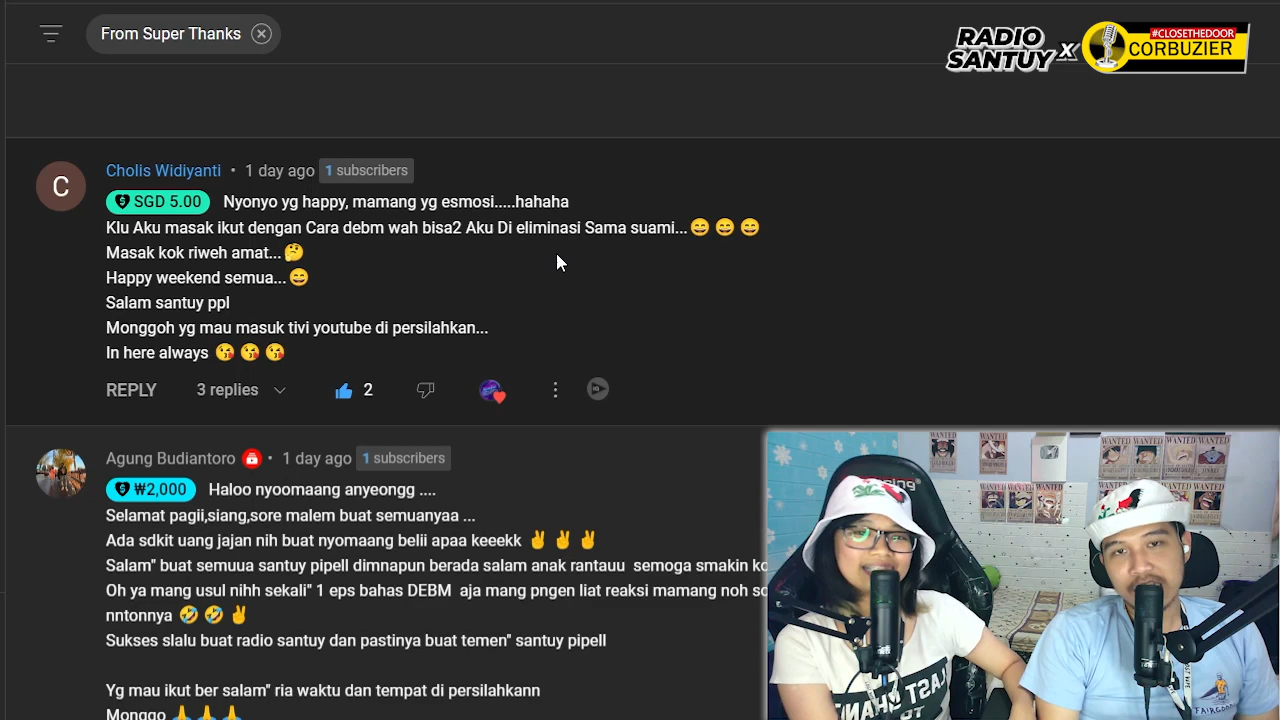 From Super Thanks
RADIO SANTUY X #CLOSETHEDOOR CORBUZIER
C
Cholis Widiyanti • 1 day ago 1 subscribers
SGD 5.00 Nyonyo yg happy, mamang yg esmosi.....hahaha
Klu Aku masak ikut dengan Cara debm wah bisa2 Aku Di eliminasi Sama suami...😄 😄 😄
Masak kok riweh amat...🤔
Happy weekend semua...😄
Salam santuy ppl
Monggoh yg mau masuk tivi youtube di persilahkan...
In here always 😘 😘 😘
REPLY 3 replies 2
Agung Budiantoro • 1 day ago 1 subscribers
₩2,000 Haloo nyoomaang anyeongg ....
Selamat pagii,siang,sore malem buat semuanyaa ...
Ada sdkit uang jajan nih buat nyomaang belii apaa keeekk ✌ ✌ ✌
Salam" buat semuua santuy pipell dimnapun berada salam anak rantauu semoga smakin
Oh ya mang usul nihh sekali" 1 eps bahas DEBM aja mang pngen liat reaksi mamang noh
nntonnya 🤣 🤣 ✌
Sukses slalu buat radio santuy dan pastinya buat temen" santuy pipell
Yg mau ikut ber salam" ria waktu dan tempat di persilahkann
Monggo 🙏 🙏 🙏
WANTED WANTED WANTED WANTED WANTED WANTED